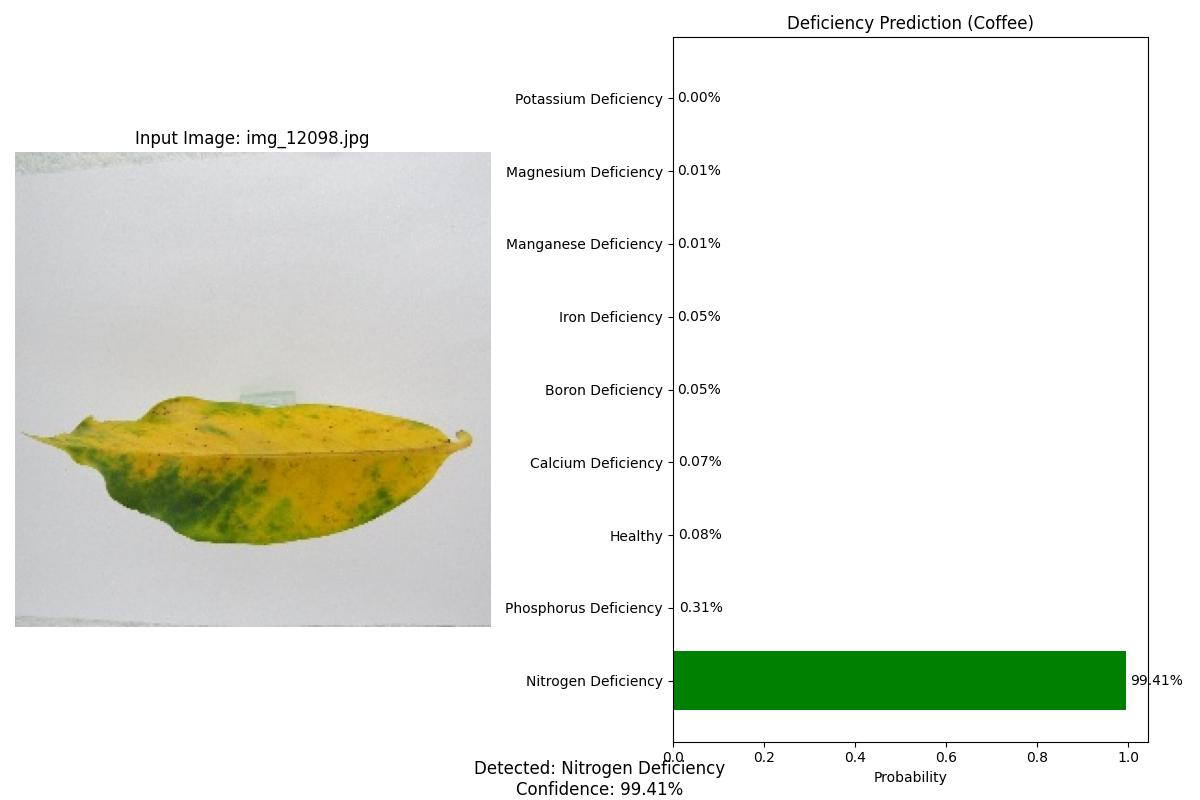 Deficiency Prediction (Coffee)
Input Image: img_12098.jpg
Potassium Deficiency 0.00%
Magnesium Deficiency 0.01%
Manganese Deficiency 0.01%
Iron Deficiency 0.05%
Boron Deficiency 0.05%
Calcium Deficiency 0.07%
Healthy 0.08%
Phosphorus Deficiency 0.31%
Nitrogen Deficiency 99.41%
0.0 0.2 0.4 0.6 0.8 1.0
Probability
Detected: Nitrogen Deficiency
Confidence: 99.41%